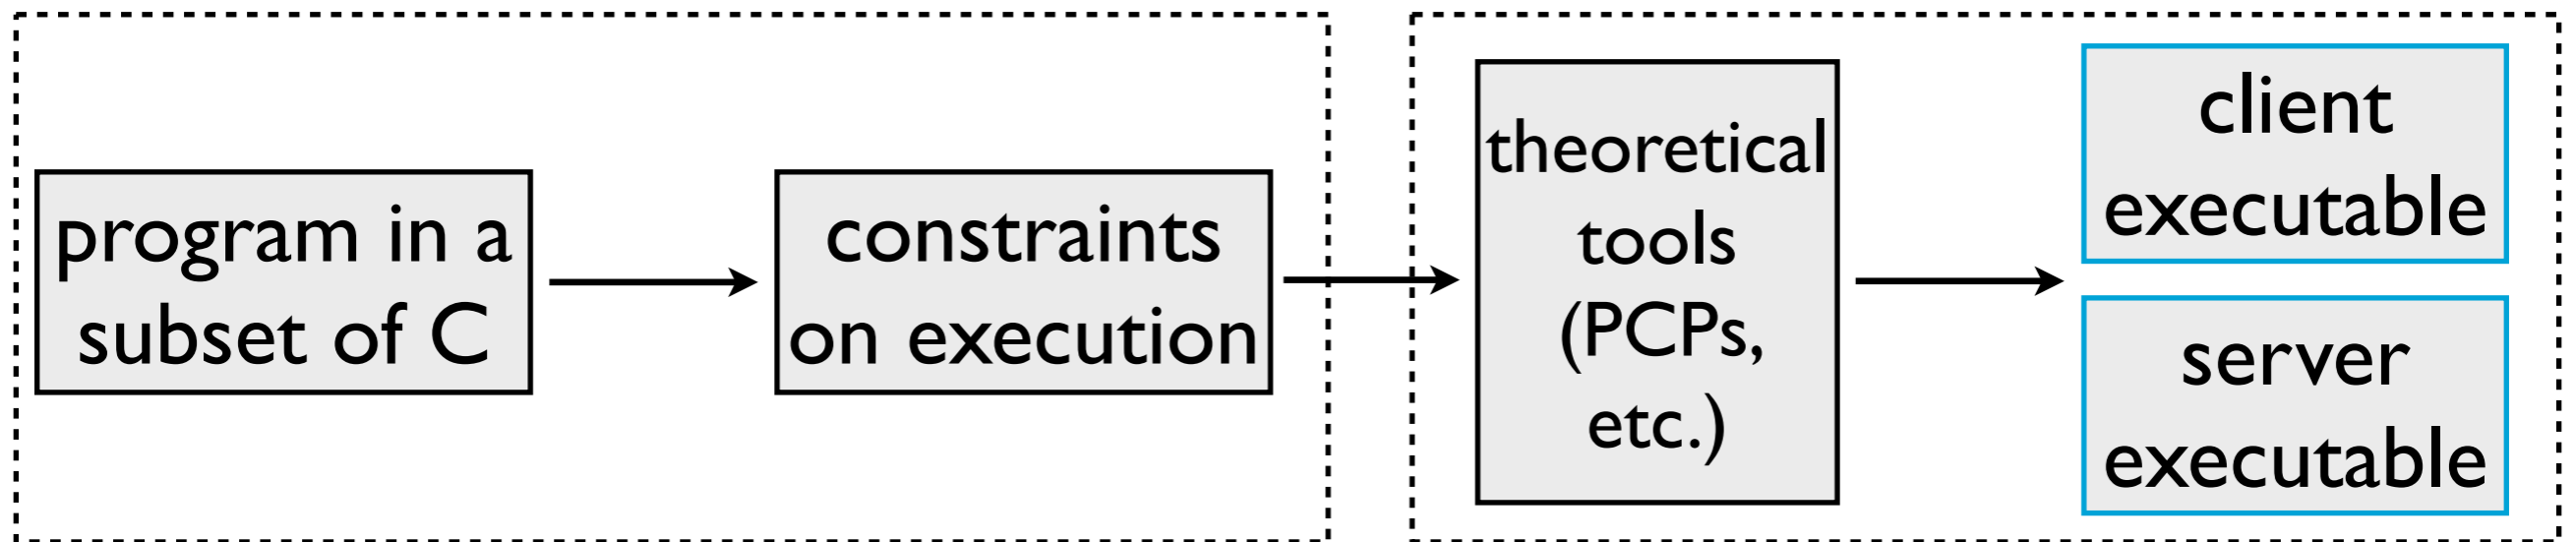 program in a
subset of C
constraints
on execution
theoretical
tools
(PCPs,
etc.)
client
executable
server
executable